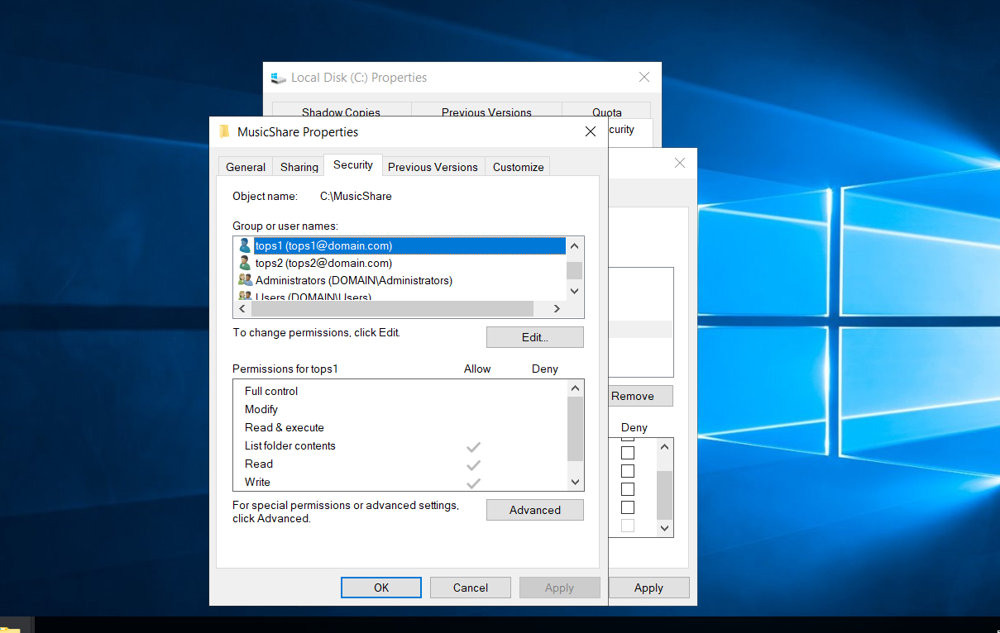 Local Disk (C:) Properties
Shadow Copies Previous Versions Quota
curity
MusicShare Properties
General Sharing Security Previous Versions Customize
Object name: C:\MusicShare
Group or user names:
tops1 (tops1@domain.com)
tops2 (tops2@domain.com)
Administrators (DOMAIN\Administrators)
Users (DOMAIN\Users)
To change permissions, click Edit.
Edit...
Permissions for tops1 Allow Deny
Full control
Modify
Read & execute
List folder contents
Read
Write
For special permissions or advanced settings,
click Advanced.
Advanced
OK Cancel Apply
Remove
Deny
Apply